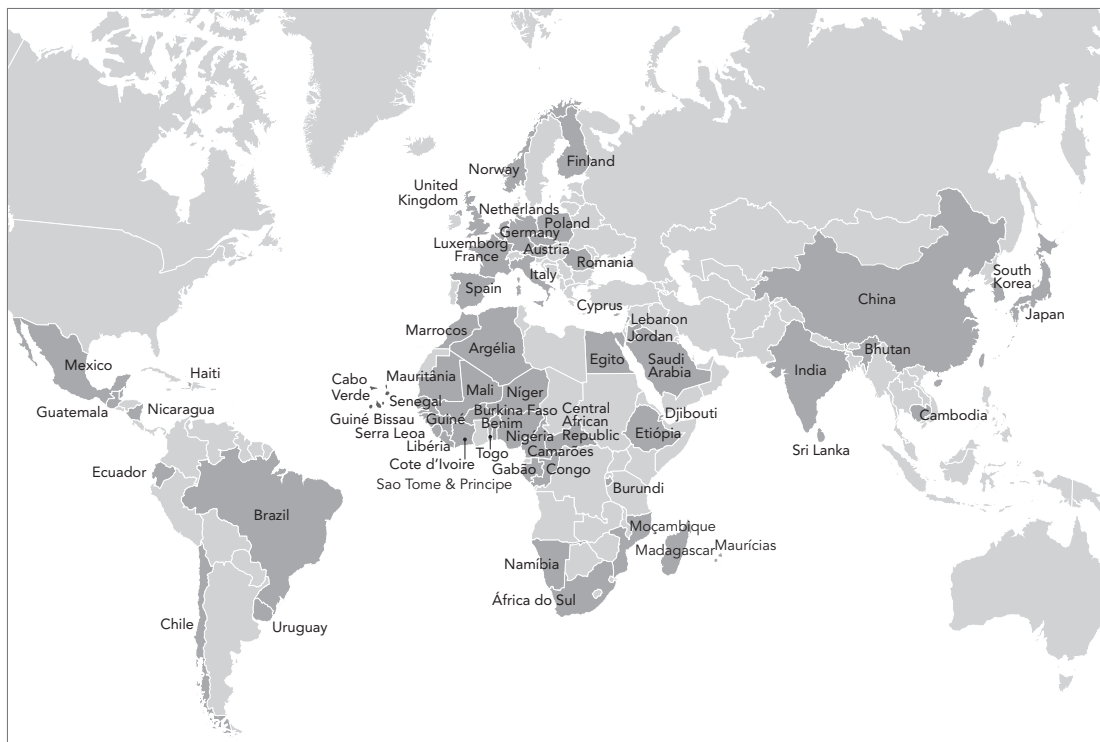 Finland
Norway
United
Kingdom
Netherlands
Poland
Germany
Luxemborg
Austria
France
Romania
Italy
Spain
Cyprus
China
South
Korea
Japan
Lebanon
Marrocos
Jordan
Argélia
Bhutan
Egito
Saudi
Arabia
Mexico
India
Haiti
Cabo
Verde
Mauritânia
Mali
Níger
Senegal
Guatemala
Nicaragua
Guiné Bissau
Guiné
Burkina Faso
Central
African
Republic
Djibouti
Cambodia
Benim
Serra Leoa
Nigéria
Etiópia
Libéria
Togo
Camarões
Sri Lanka
Cote d’Ivoire
Gabão
Congo
Ecuador
Sao Tome & Principe
Burundi
Brazil
Moçambique
Madagascar
Maurícias
Namíbia
África do Sul
Chile
Uruguay